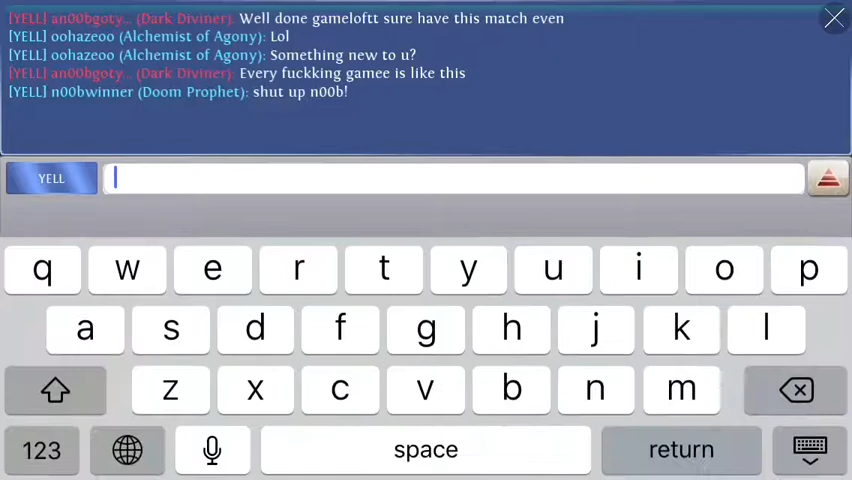 [YELL] an00bgoty... (Dark Diviner): Well done gameloftt sure have this match even
[YELL] oohazeoo (Alchemist of Agony): Lol
[YELL] oohazeoo (Alchemist of Agony): Something new to u?
[YELL] an00bgoty... (Dark Diviner): Every fuckking gamee is like this
[YELL] n00bwinner (Doom Prophet): shut up n00b!
YELL
q w e r t y u i o p
a s d f g h j k l
z x c v b n m
123 space return